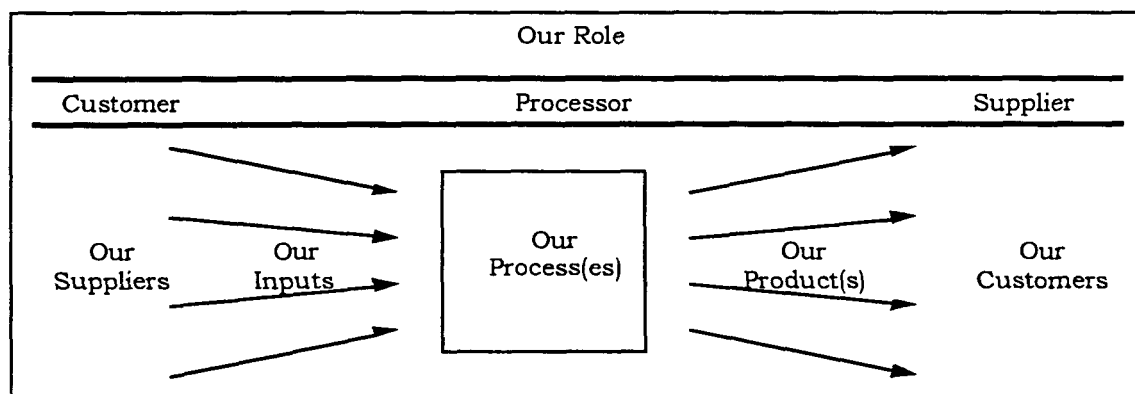 Our Role
Customer
Processor
Supplier
Our
Suppliers
Our
Inputs
Our
Process(es)
Our
Product(s)
Our
Customers